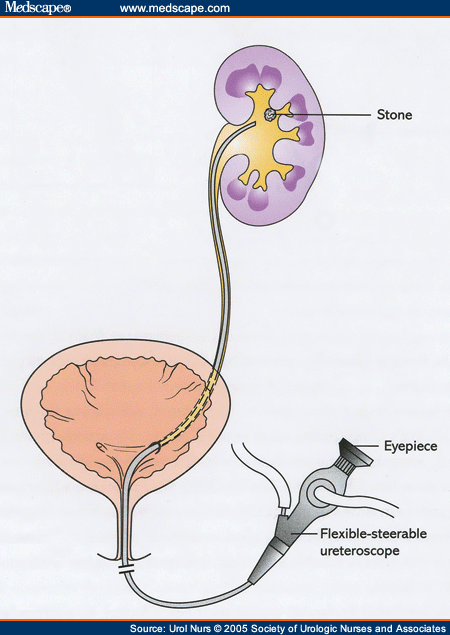 Medscape® www.medscape.com
Stone
Eyepiece
Flexible-steerable
ureteroscope
Source: Urol Nurs © 2005 Society of Urologic Nurses and Associates